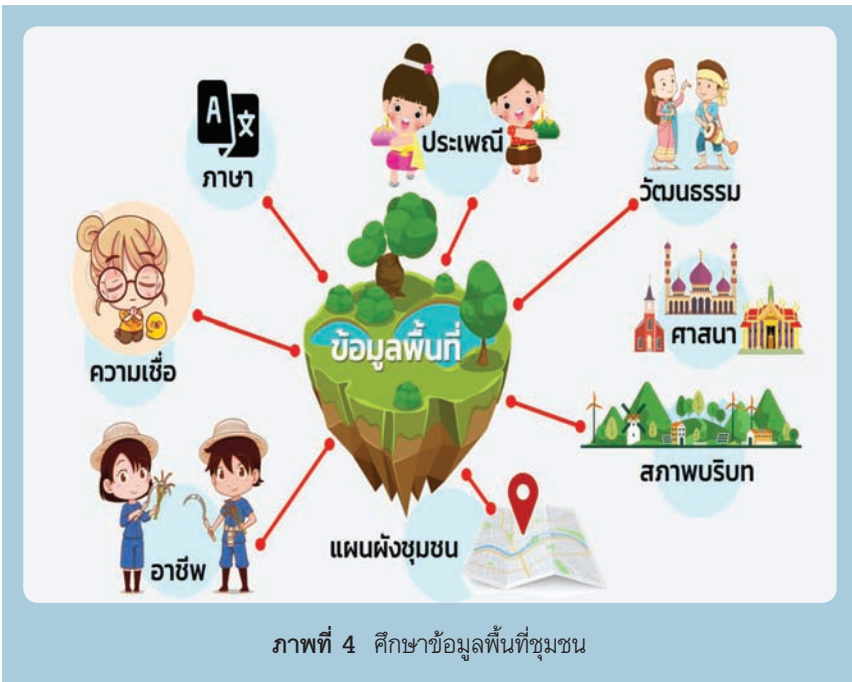 ประเพณี
ภาษา
วัฒนธรรม
ศาสนา
ข้อมูลพื้นที่
ความเชื่อ
สภาพบริบท
แผนผังชุมชน
อาชีพ
ภาพที่ 4 ศึกษาข้อมูลพื้นที่ชุมชน